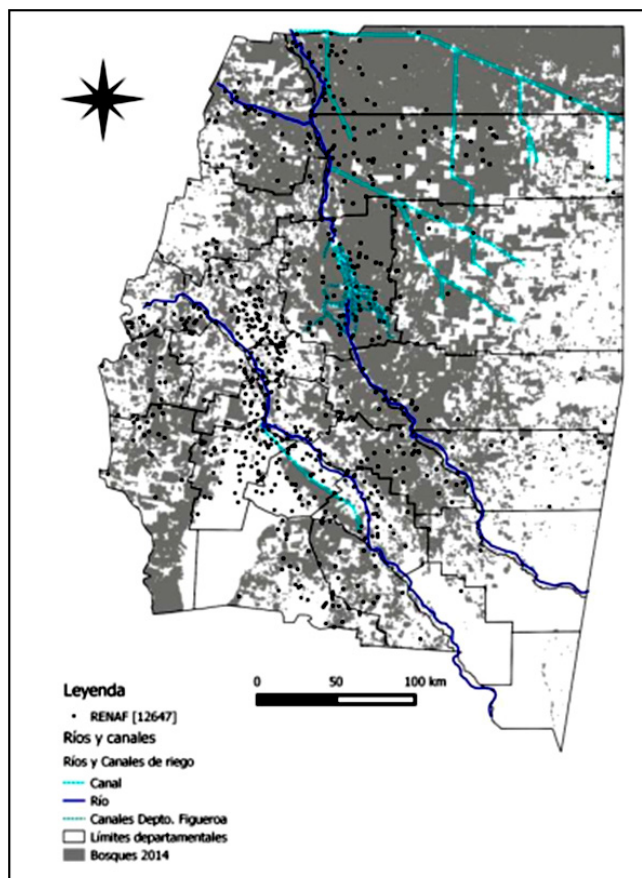 0 50 100 km
Leyenda
RENAF [12647]
Ríos y canales
Ríos y Canales de riego
Canal
Río
Canales Depto. Figueroa
Límites departamentales
Bosques 2014